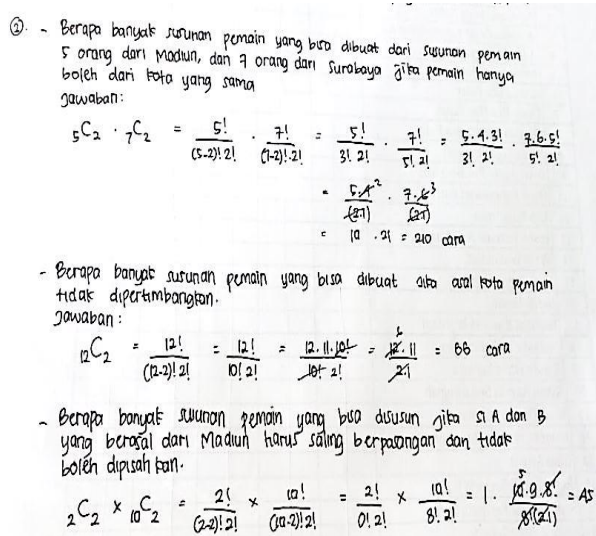 ②. - Berapa banyak susunan pemain yang bisa dibuat dari susunan pemain
5 orang dari Madiun, dan 7 orang dari Surabaya jika pemain hanya
boleh dari kota yang sama
Jawaban:
₅C₂ · ₇C₂ = 5!/(5-2)!2! · 7!/(7-2)!·2! = 5!/3! 2! · 7!/5! 2! = 5.4.3!/3! 2! · 7.6.5!/5! 2!
= 5.4²/(2.1) · 7.6³/(2.1)
= 10 . 21 = 210 cara
- Berapa banyak susunan pemain yang bisa dibuat jika asal kota pemain
tidak dipertimbangkan.
Jawaban:
₁₂C₂ = 12!/(12-2)!2! = 12!/10! 2! = 12.11.10!/10! 2! = 12⁶.11/2.1 = 66 cara
- Berapa banyak susunan pemain yang bisa disusun jika si A dan B
yang berasal dari Madiun harus saling berpasangan dan tidak
boleh dipisahkan.
₂C₂ × ₁₀C₂ = 2!/(2-2)!2! × 10!/(10-2)!2! = 2!/0!2! × 10!/8!2! = 1 · 10⁵.9.8!/8!(2.1) = 45